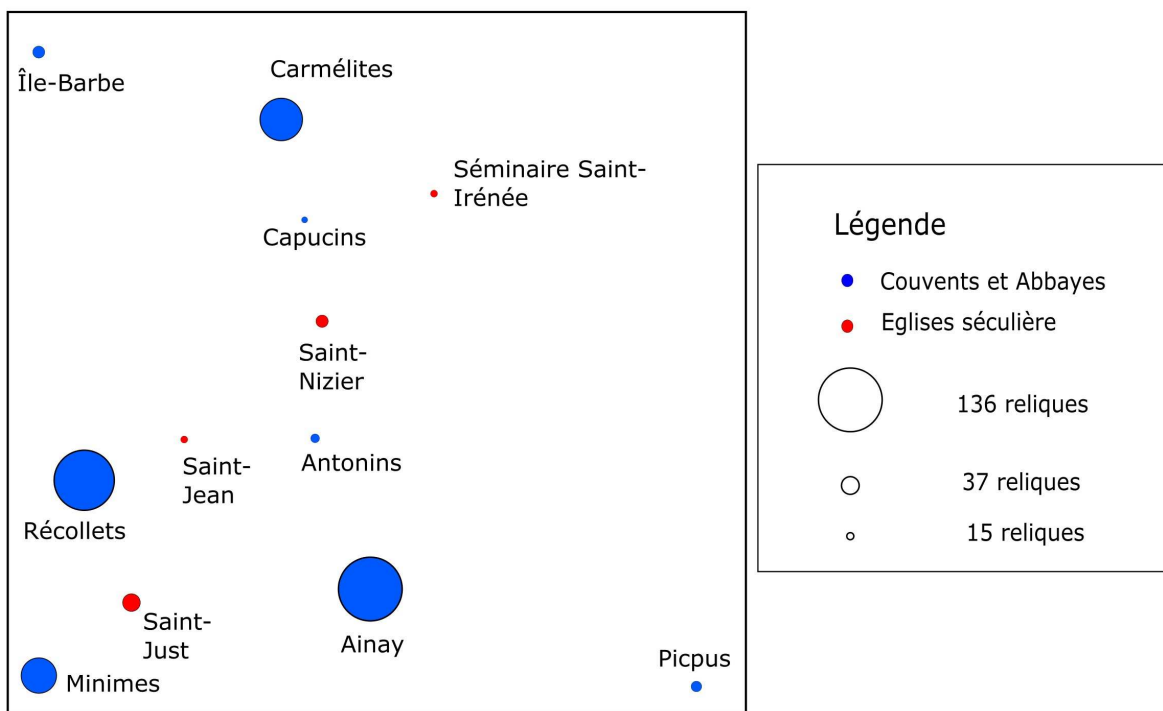 Île-Barbe
Carmélites
Séminaire Saint-
Irénée
Capucins
Saint-
Nizier
Saint-
Jean
Antonins
Récollets
Saint-
Just
Ainay
Minimes
Picpus
Légende
Couvents et Abbayes
Eglises séculière
136 reliques
37 reliques
15 reliques